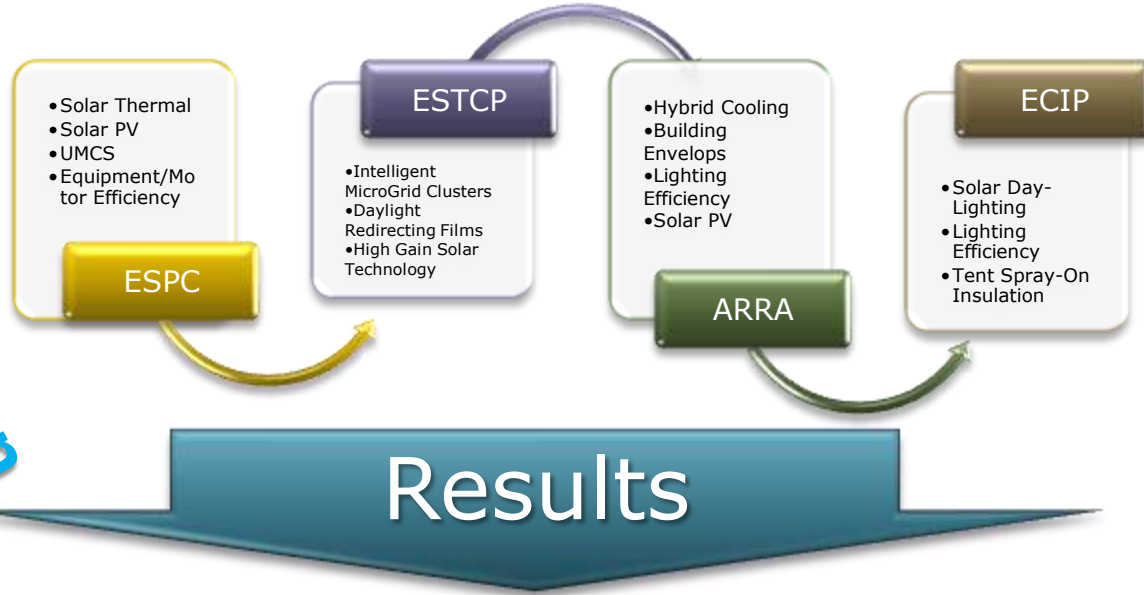 •Solar Thermal
•Solar PV
•UMCS
•Equipment/Mo
tor Efficiency
ESPC
ESTCP
•Intelligent
MicroGrid Clusters
•Daylight
Redirecting Films
•High Gain Solar
Technology
•Hybrid Cooling
•Building
Envelops
•Lighting
Efficiency
•Solar PV
ARRA
ECIP
•Solar Day-
Lighting
•Lighting
Efficiency
•Tent Spray-On
Insulation
Results